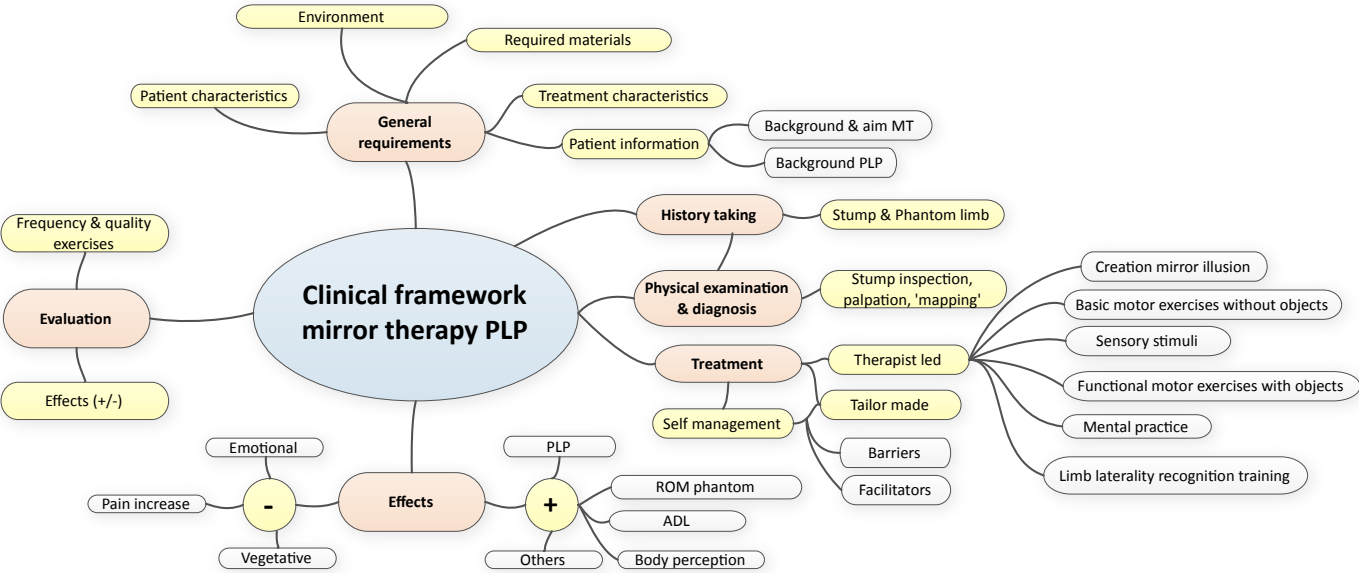 Environment
Required materials
Patient characteristics
Treatment characteristics
General
requirements
Patient information
Background & aim MT
Background PLP
History taking
Stump & Phantom limb
Frequency & quality
exercises
Evaluation
Effects (+/-)
Clinical framework
mirror therapy PLP
Physical examination
& diagnosis
Stump inspection,
palpation, 'mapping'
Treatment
Therapist led
Tailor made
Self management
Barriers
Facilitators
Creation mirror illusion
Basic motor exercises without objects
Sensory stimuli
Functional motor exercises with objects
Mental practice
Limb laterality recognition training
Effects
-
Emotional
Pain increase
Vegetative
+
PLP
ROM phantom
ADL
Body perception
Others